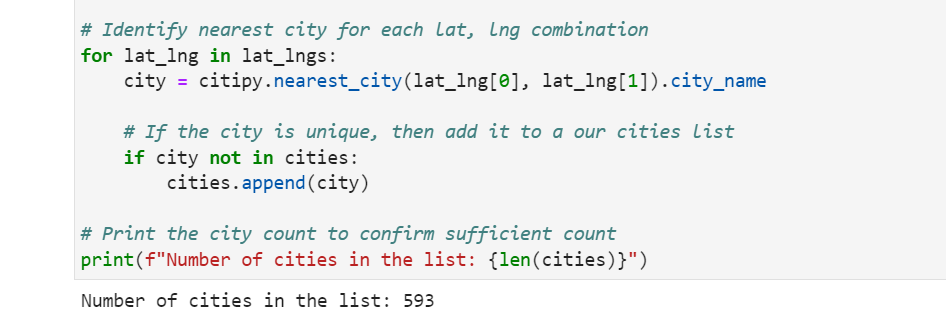 # Identify nearest city for each lat, lng combination
for lat_lng in lat_lngs:
    city = citipy.nearest_city(lat_lng[0], lat_lng[1]).city_name
    # If the city is unique, then add it to a our cities list
    if city not in cities:
        cities.append(city)
# Print the city count to confirm sufficient count
print(f"Number of cities in the list: {len(cities)}")
Number of cities in the list: 593